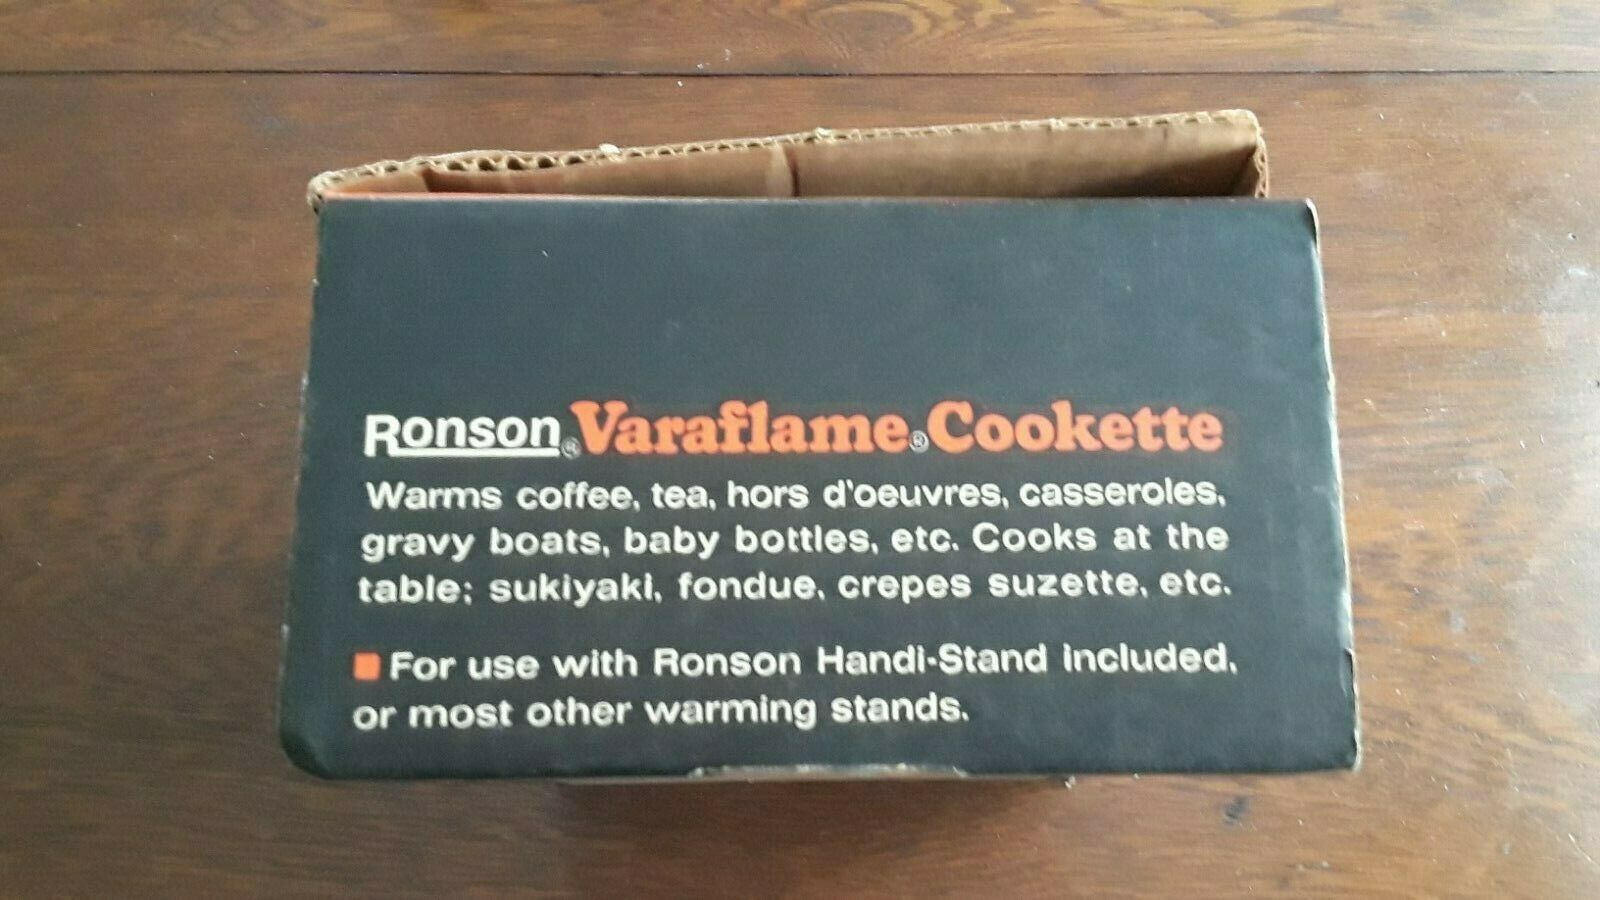 Ronson® Varaflame® Cookette
Warms coffee, tea, hors d'oeuvres, casseroles,
gravy boats, baby bottles, etc. Cooks at the
table; sukiyaki, fondue, crepes suzette, etc.
■ For use with Ronson Handi-Stand included,
or most other warming stands.